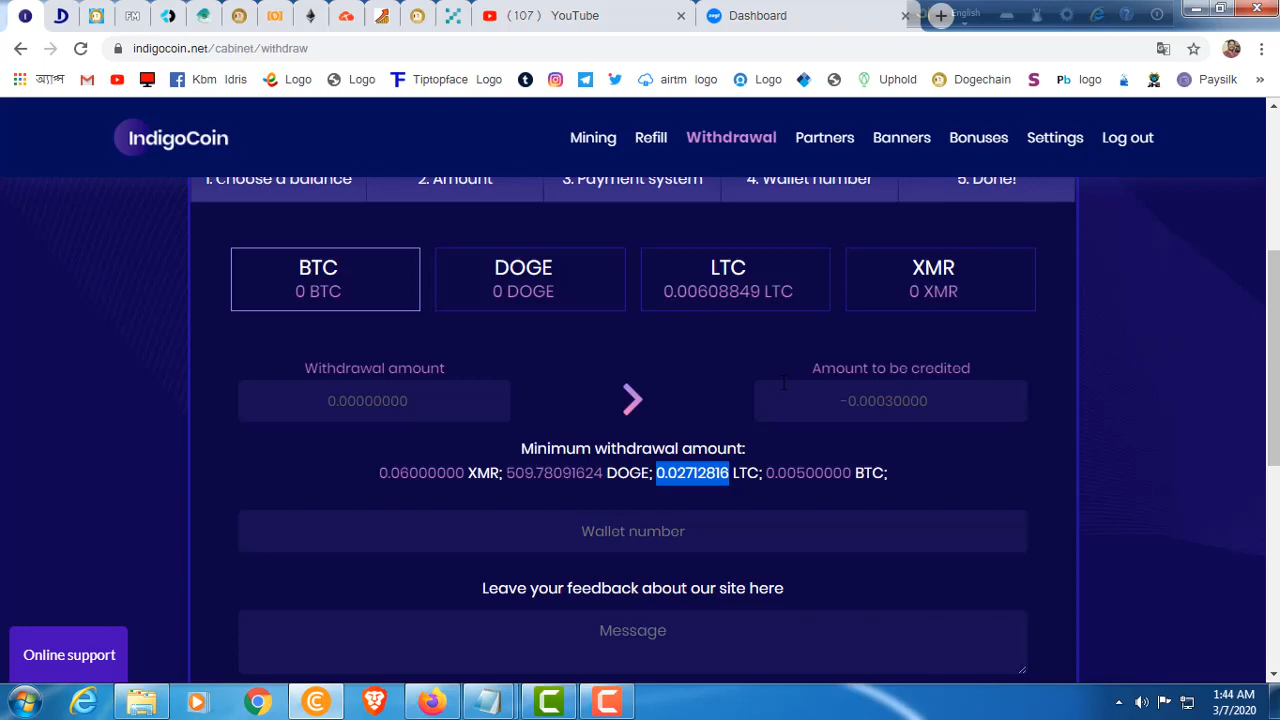 (107) YouTube
Dashboard
English
indigocoin.net/cabinet/withdraw
অ্যাপস
Kbm Idris
Logo
Logo
Tiptopface Logo
airtm logo
Logo
Uphold
Dogechain
logo
Paysilk
IndigoCoin
Mining
Refill
Withdrawal
Partners
Banners
Bonuses
Settings
Log out
1. Choose a balance
2. Amount
3. Payment system
4. Wallet number
5. Done!
BTC
0 BTC
DOGE
0 DOGE
LTC
0.00608849 LTC
XMR
0 XMR
Withdrawal amount
Amount to be credited
0.00000000
-0.00030000
Minimum withdrawal amount:
0.06000000 XMR; 509.78091624 DOGE; 0.02712816 LTC; 0.00500000 BTC;
Wallet number
Leave your feedback about our site here
Message
Online support
1:44 AM
3/7/2020